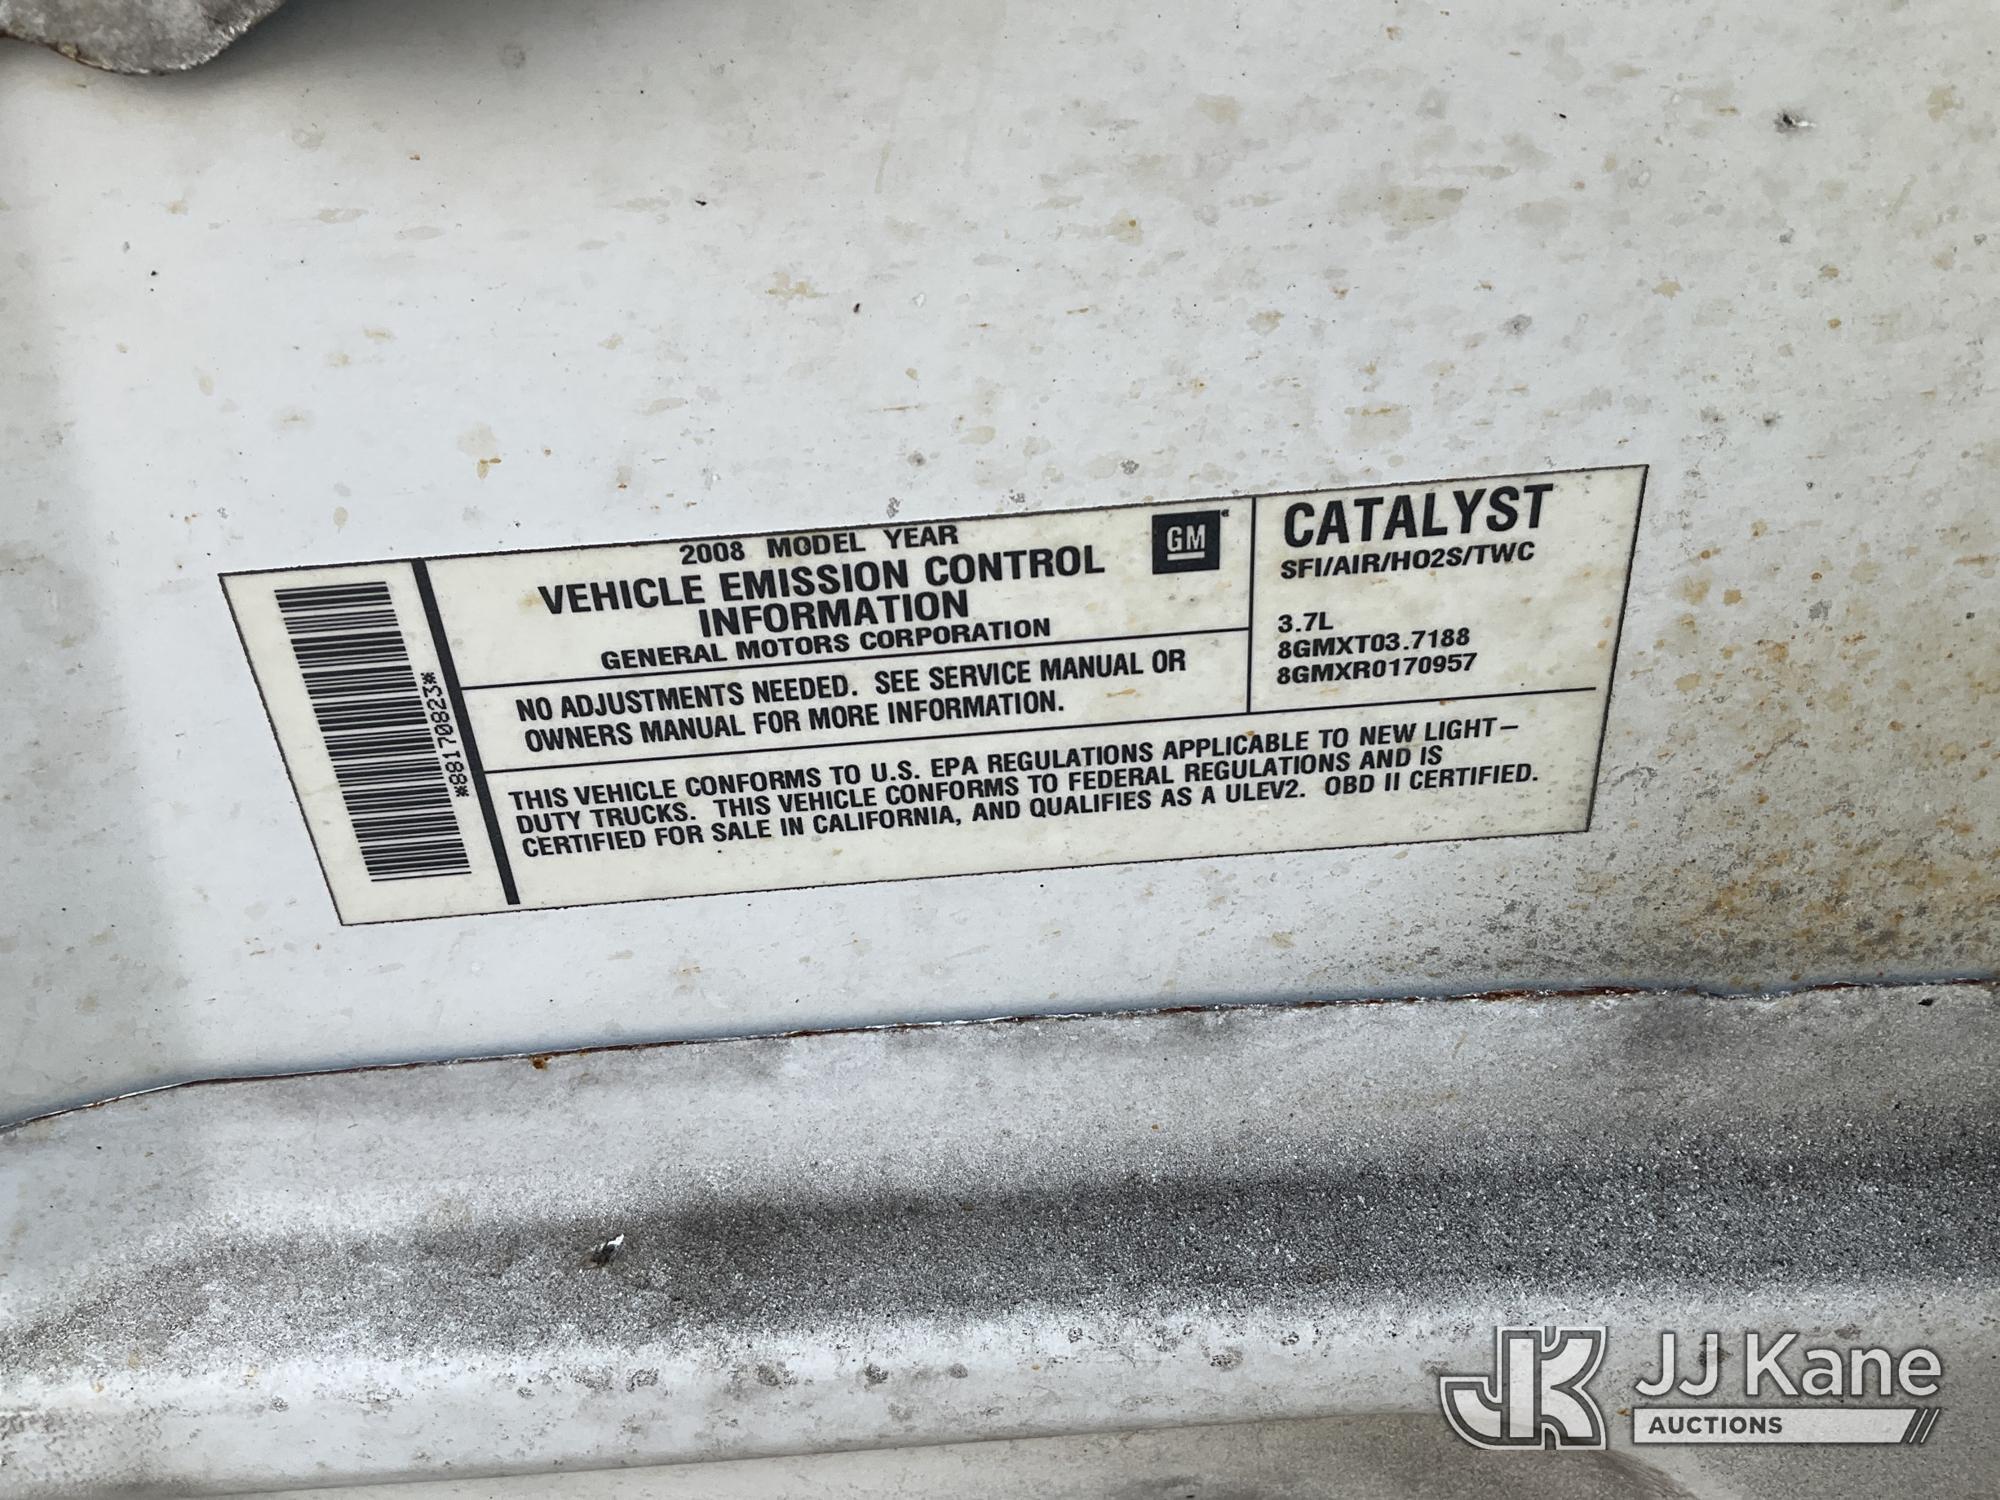 2008 MODEL YEAR
VEHICLE EMISSION CONTROL
INFORMATION
GENERAL MOTORS CORPORATION
GM
CATALYST
SFI/AIR/HO2S/TWC
3.7L
8GMXT03.7188
8GMXR0170957
NO ADJUSTMENTS NEEDED. SEE SERVICE MANUAL OR
OWNERS MANUAL FOR MORE INFORMATION.
THIS VEHICLE CONFORMS TO U.S. EPA REGULATIONS APPLICABLE TO NEW LIGHT-
DUTY TRUCKS. THIS VEHICLE CONFORMS TO FEDERAL REGULATIONS AND IS
CERTIFIED FOR SALE IN CALIFORNIA, AND QUALIFIES AS A ULEV2. OBD II CERTIFIED.
*88170823*
JK
JJ Kane
AUCTIONS